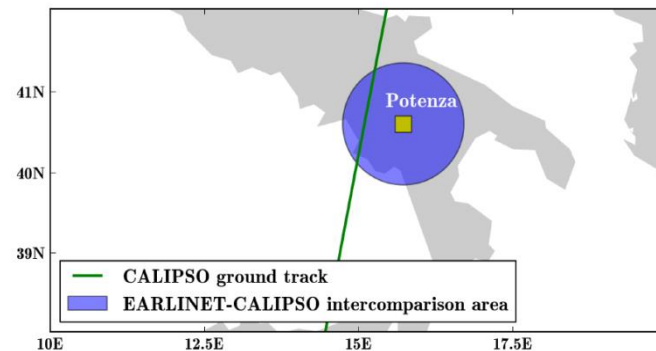 41N
Potenza
40N
39N
CALIPSO ground track
EARLINET-CALIPSO intercomparison area
10E 12.5E 15E 17.5E